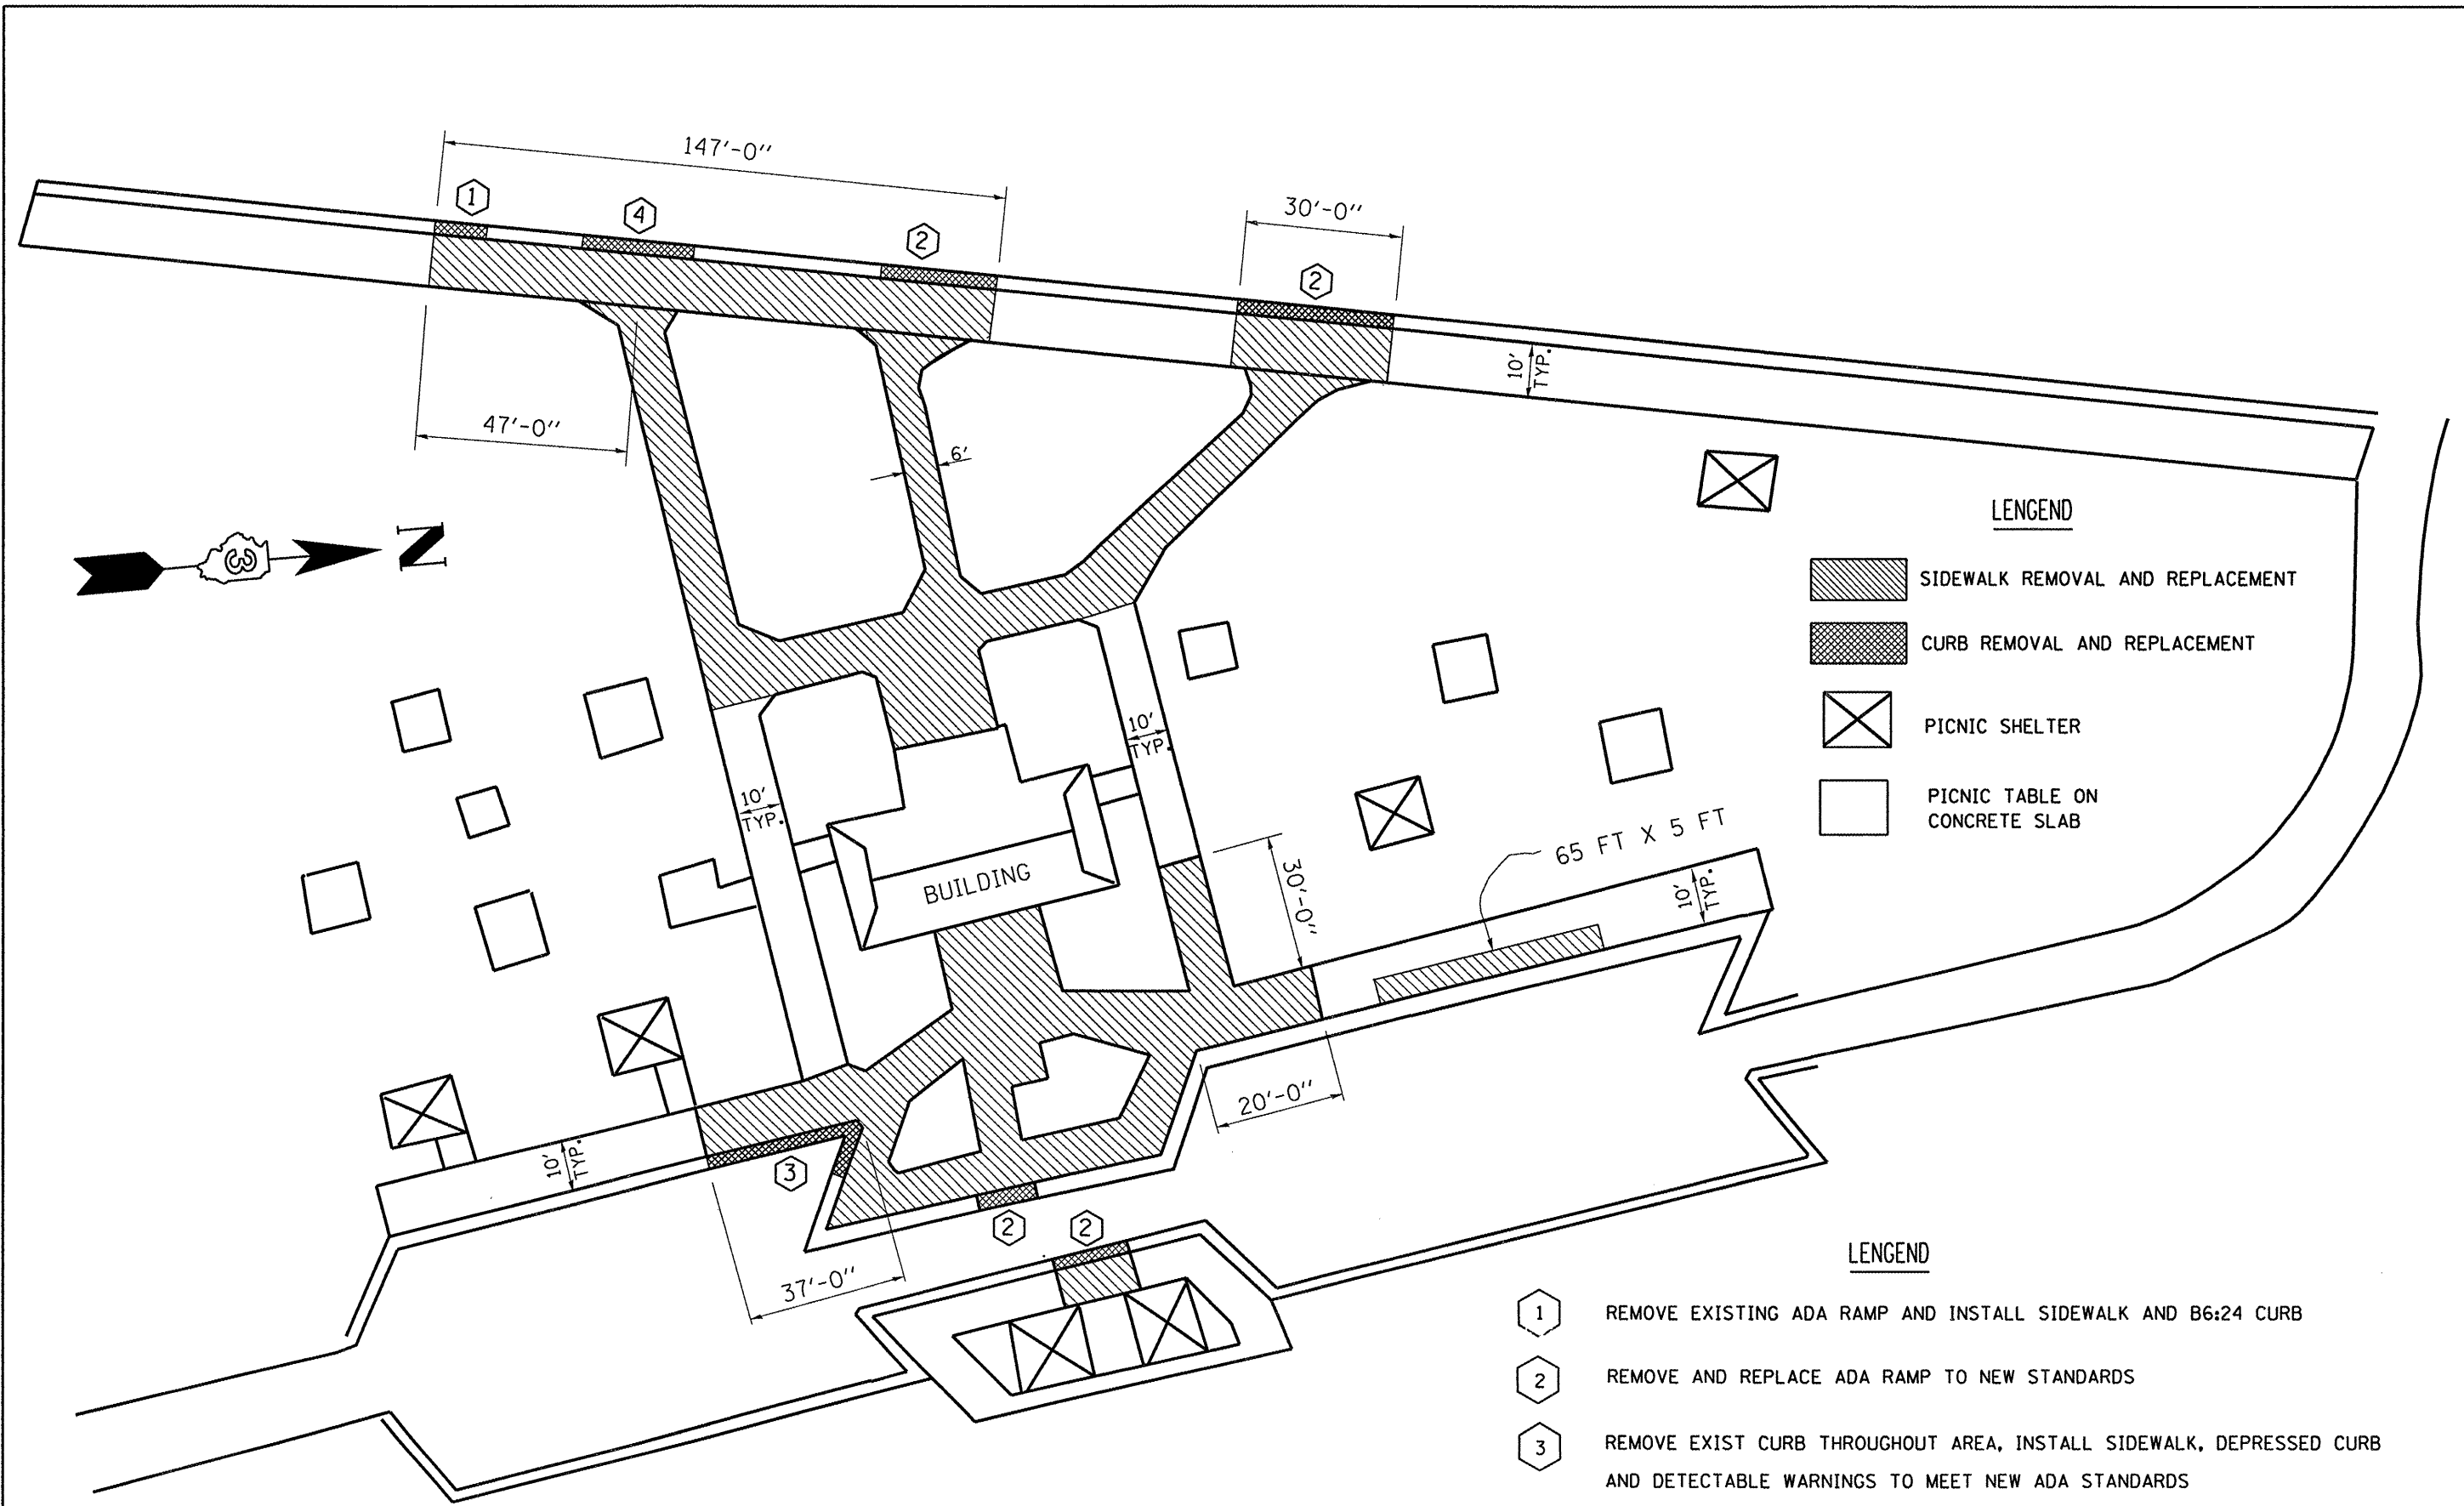 147'-0"
1
4
2
30'-0"
2
10'
TYP.
47'-0"
6'
N
3
LENGEND
SIDEWALK REMOVAL AND REPLACEMENT
CURB REMOVAL AND REPLACEMENT
PICNIC SHELTER
PICNIC TABLE ON
CONCRETE SLAB
10'
TYP.
10'
TYP.
BUILDING
30'-0"
65 FT X 5 FT
10'
TYP.
20'-0"
10'
TYP.
3
2
2
37'-0"
LENGEND
1 REMOVE EXISTING ADA RAMP AND INSTALL SIDEWALK AND B6:24 CURB
2 REMOVE AND REPLACE ADA RAMP TO NEW STANDARDS
3 REMOVE EXIST CURB THROUGHOUT AREA, INSTALL SIDEWALK, DEPRESSED CURB
AND DETECTABLE WARNINGS TO MEET NEW ADA STANDARDS